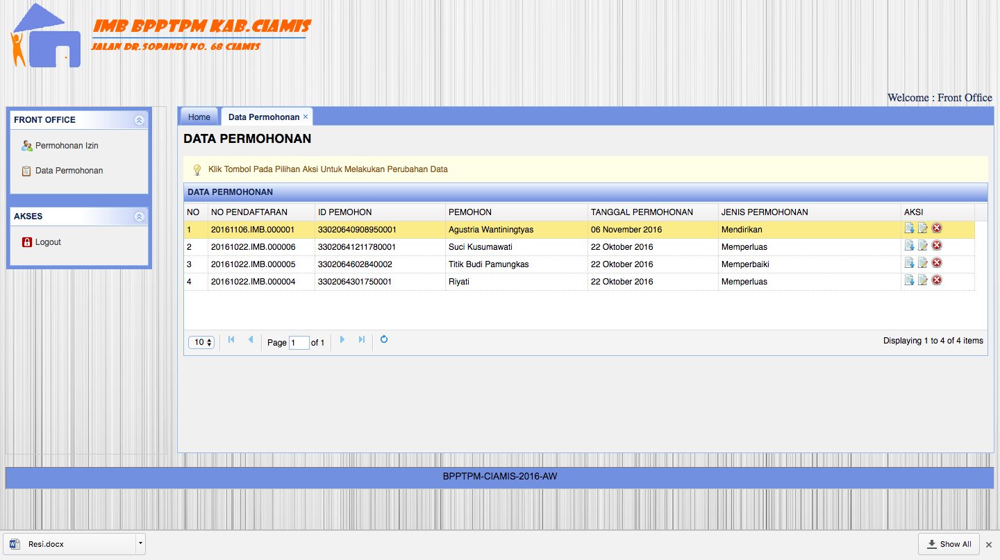 IMB BPPTPM KAB.CIAMIS
JALAN DR.SOPANDI NO. 68 CIAMIS
Welcome : Front Office
FRONT OFFICE
Permohonan Izin
Data Permohonan
AKSES
Logout
Home Data Permohonan
DATA PERMOHONAN
Klik Tombol Pada Pilihan Aksi Untuk Melakukan Perubahan Data
DATA PERMOHONAN
NO NO PENDAFTARAN ID PEMOHON PEMOHON TANGGAL PERMOHONAN JENIS PERMOHONAN AKSI
1 20161106.IMB.000001 33020640908950001 Agustria Wantiningtyas 06 November 2016 Mendirikan
2 20161022.IMB.000006 33020641211780001 Suci Kusumawati 22 Oktober 2016 Memperluas
3 20161022.IMB.000005 3302064602840002 Titik Budi Pamungkas 22 Oktober 2016 Memperbaiki
4 20161022.IMB.000004 3302064301750001 Riyati 22 Oktober 2016 Memperluas
10 Page 1 of 1 Displaying 1 to 4 of 4 items
BPPTPM-CIAMIS-2016-AW
Resi.docx Show All